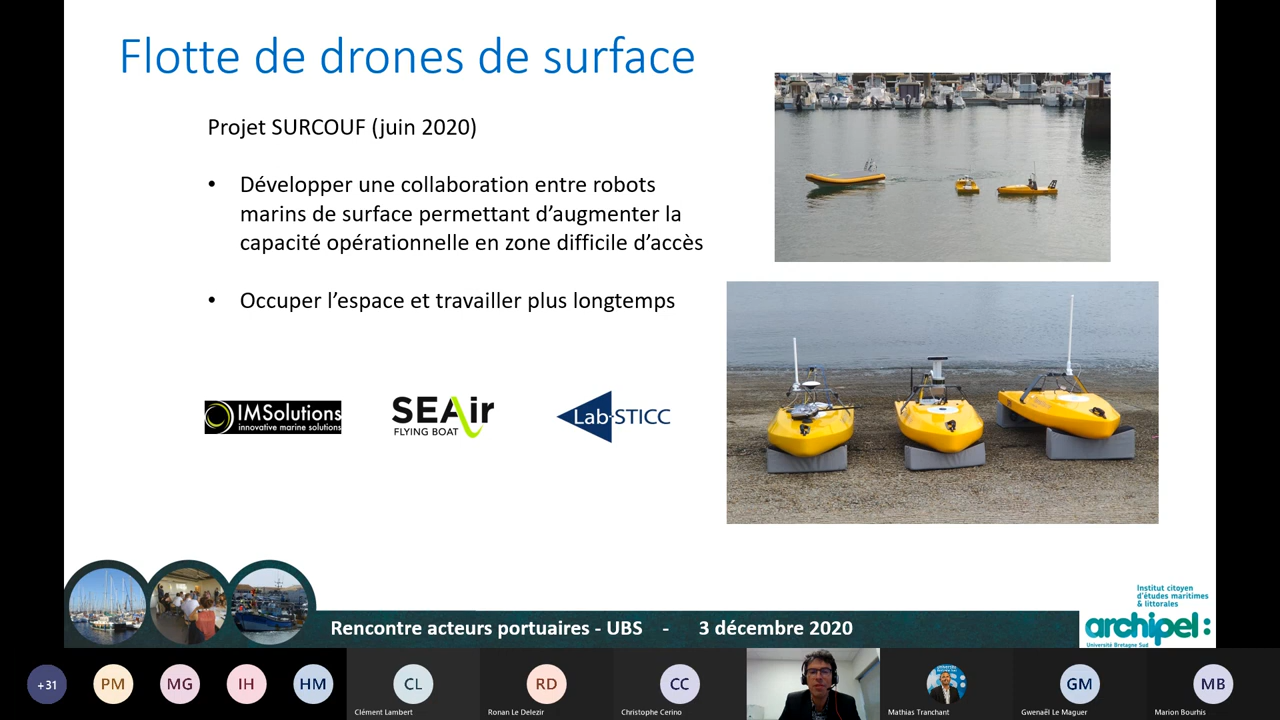 Flotte de drones de surface
Projet SURCOUF (juin 2020)
• Développer une collaboration entre robots
marins de surface permettant d’augmenter la
capacité opérationnelle en zone difficile d’accès
• Occuper l’espace et travailler plus longtemps
IMSolutions
innovative marine solutions
SEAir
FLYING BOAT
Lab-STICC
Institut citoyen
d'études maritimes
& littorales
archipel:
Université Bretagne Sud
Rencontre acteurs portuaires - UBS - 3 décembre 2020
+31 PM MG IH HM CL RD CC GM MB
Clément Lambert Ronan Le Delezir Christophe Cerino Mathias Tranchant Gwenaël Le Maguer Marion Bourhis